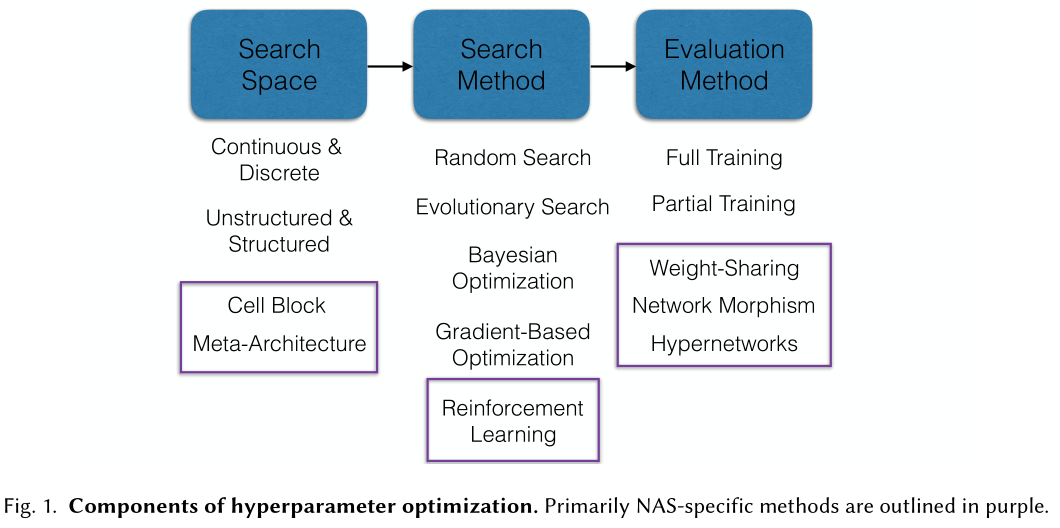 Search
Space
Search
Method
Evaluation
Method
Continuous &
Discrete
Unstructured &
Structured
Cell Block
Meta-Architecture
Random Search
Evolutionary Search
Bayesian
Optimization
Gradient-Based
Optimization
Reinforcement
Learning
Full Training
Partial Training
Weight-Sharing
Network Morphism
Hypernetworks
Fig. 1. Components of hyperparameter optimization. Primarily NAS-specific methods are outlined in purple.